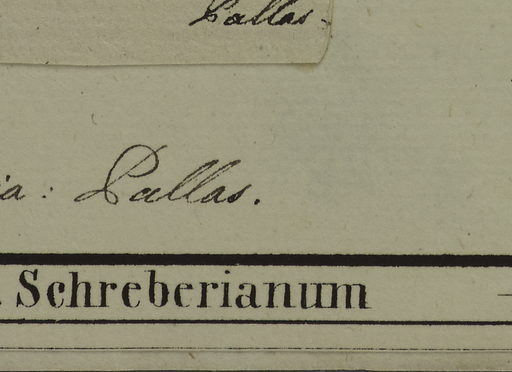 Pallas.
ia: Pallas.
. Schreberianum